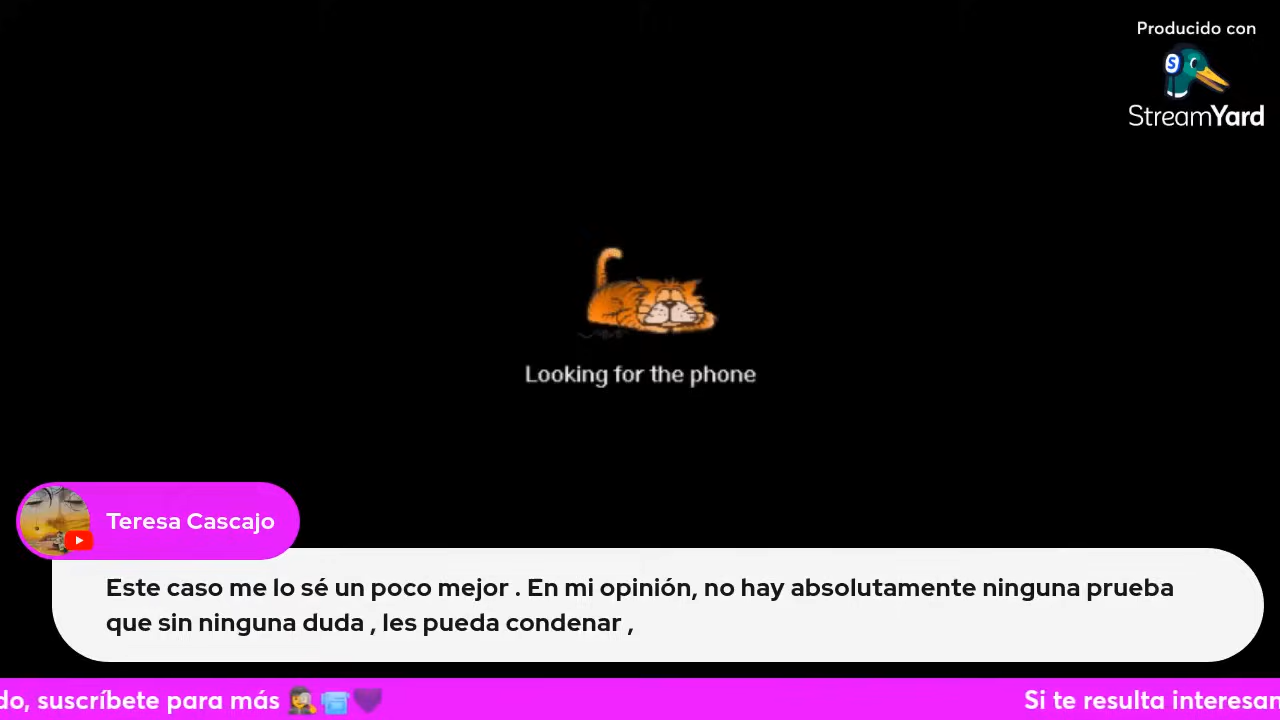 Producido con
StreamYard
Looking for the phone
Teresa Cascajo
Este caso me lo sé un poco mejor . En mi opinión, no hay absolutamente ninguna prueba
que sin ninguna duda , les pueda condenar ,
do, suscríbete para más 🕵️‍♀️📹💜 Si te resulta interesan